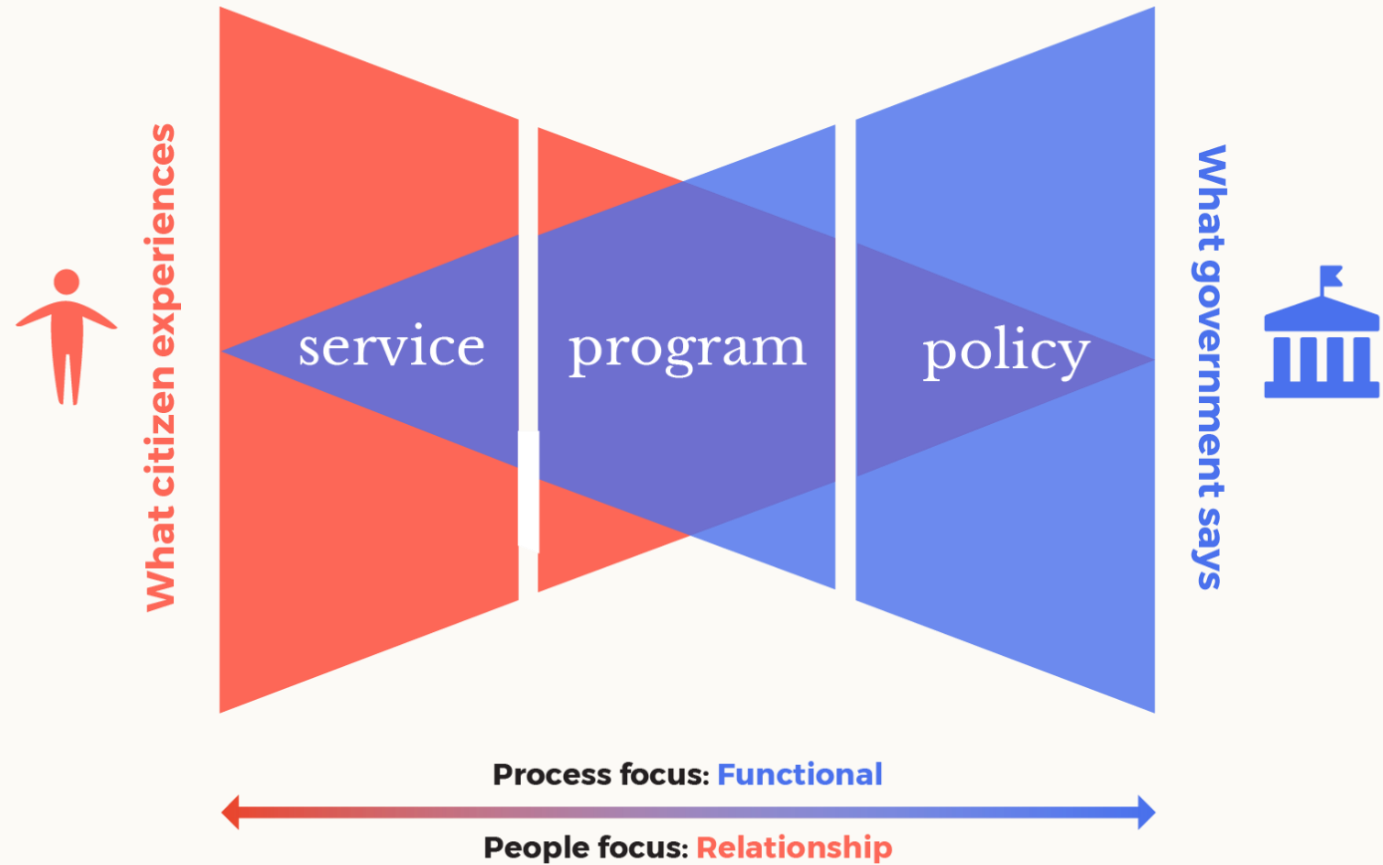 What citizen experiences
service
program
policy
What government says
Process focus: Functional
People focus: Relationship